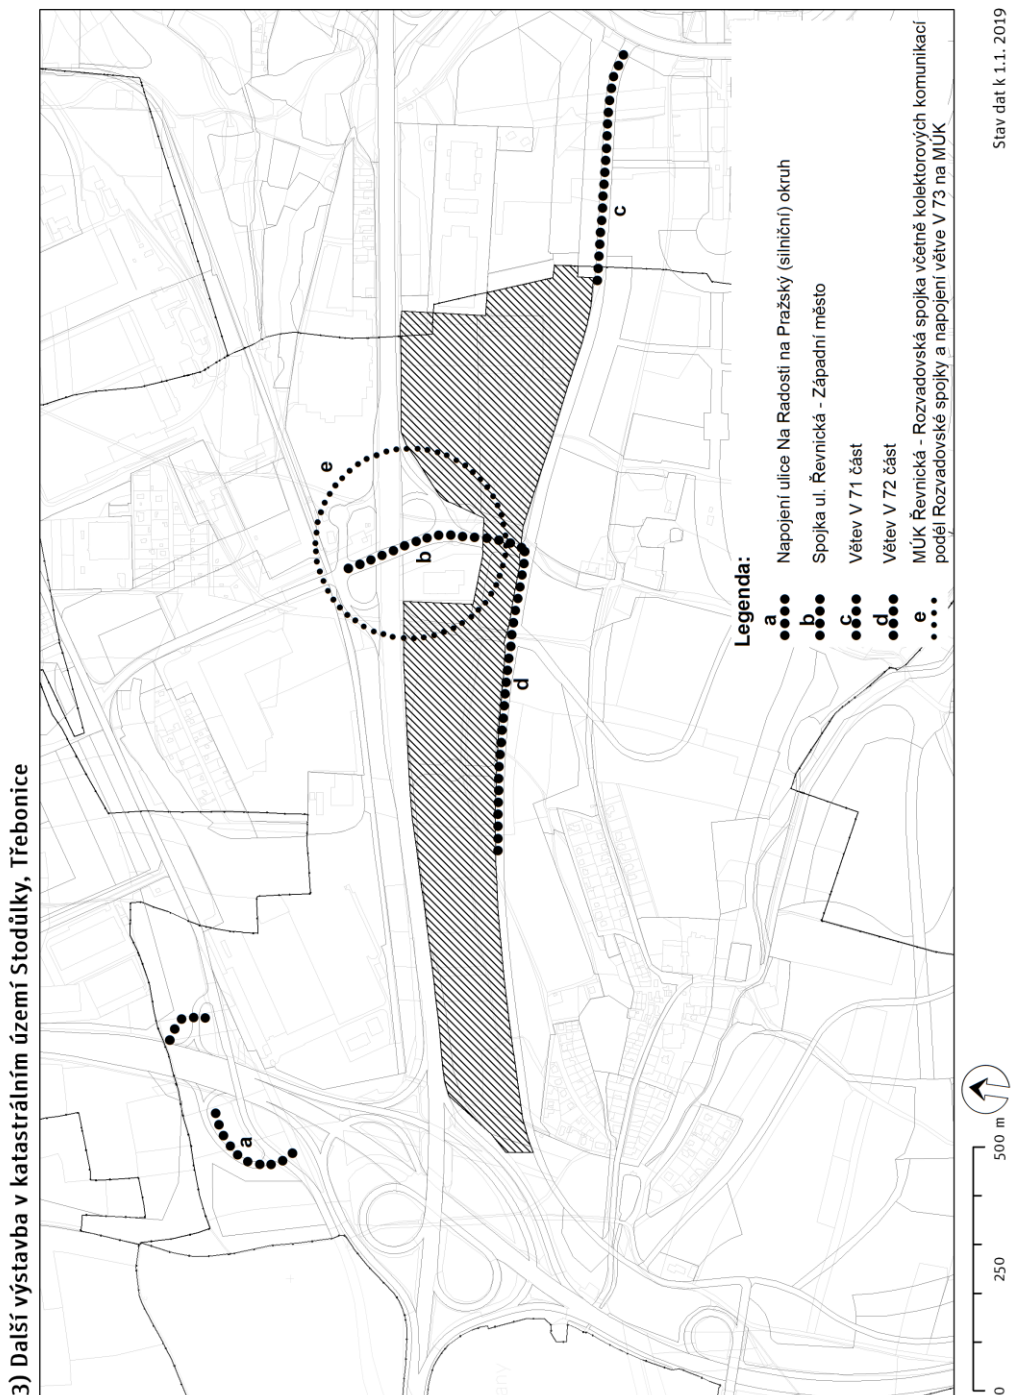 3) Další výstavba v katastrálním území Stodůlky, Třebonice
a
b
c
d
e
Legenda:
a
Napojení ulice Na Radosti na Pražský (silniční) okruh
b
Spojka ul. Řevnická - Západní město
c
Větev V 71 část
d
Větev V 72 část
e
MÚK Řevnická - Rozvadovská spojka včetně kolektorových komunikací
podél Rozvadovské spojky a napojení větve V 73 na MÚK
0
250
500 m
Stav dat k 1.1. 2019